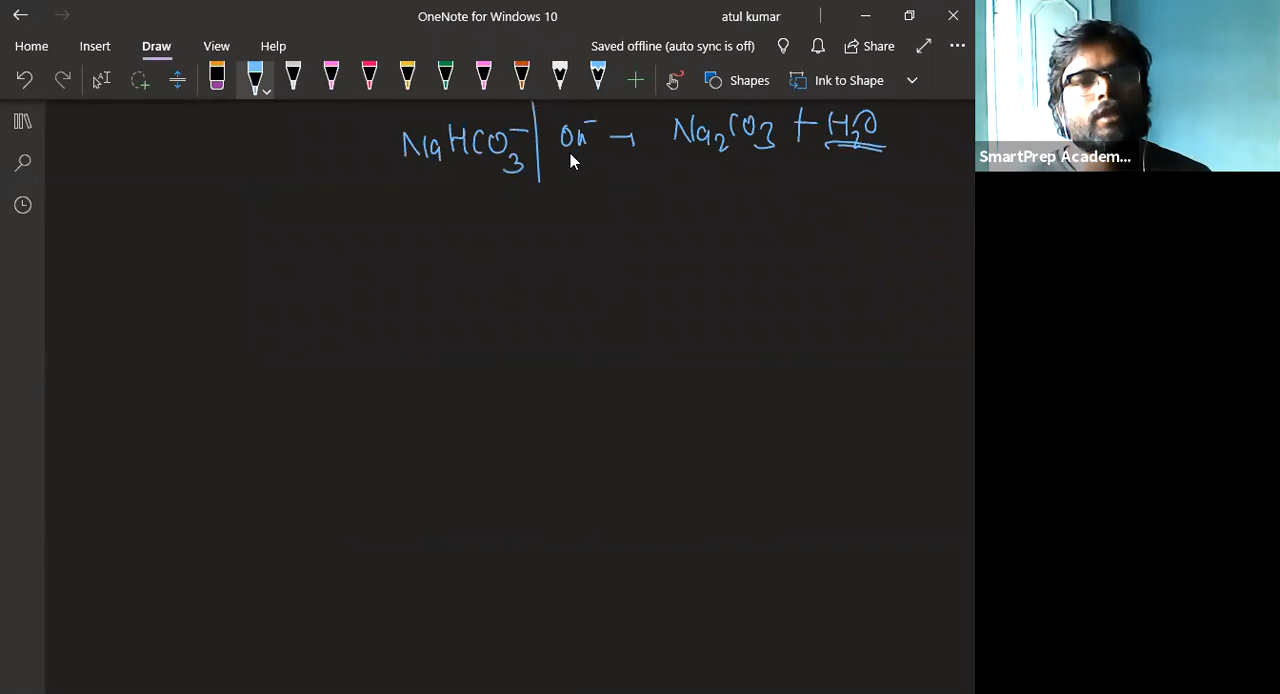 OneNote for Windows 10
atul kumar
Home Insert Draw View Help
Saved offline (auto sync is off)
Share
Shapes
Ink to Shape
NaHCO₃⁻ | OH⁻ → Na₂CO₃ + H₂O
SmartPrep Academ...